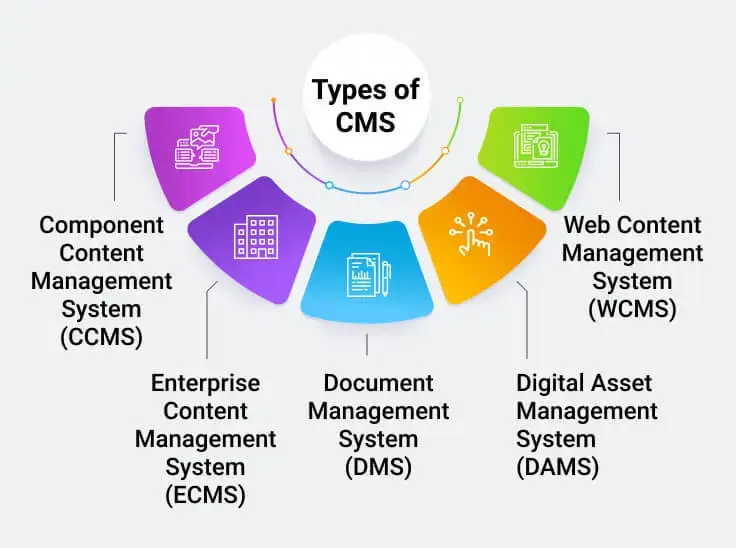 Types of
CMS
Component
Content
Management
System
(CCMS)
Enterprise
Content
Management
System
(ECMS)
Document
Management
System
(DMS)
Digital Asset
Management
System
(DAMS)
Web Content
Management
System
(WCMS)